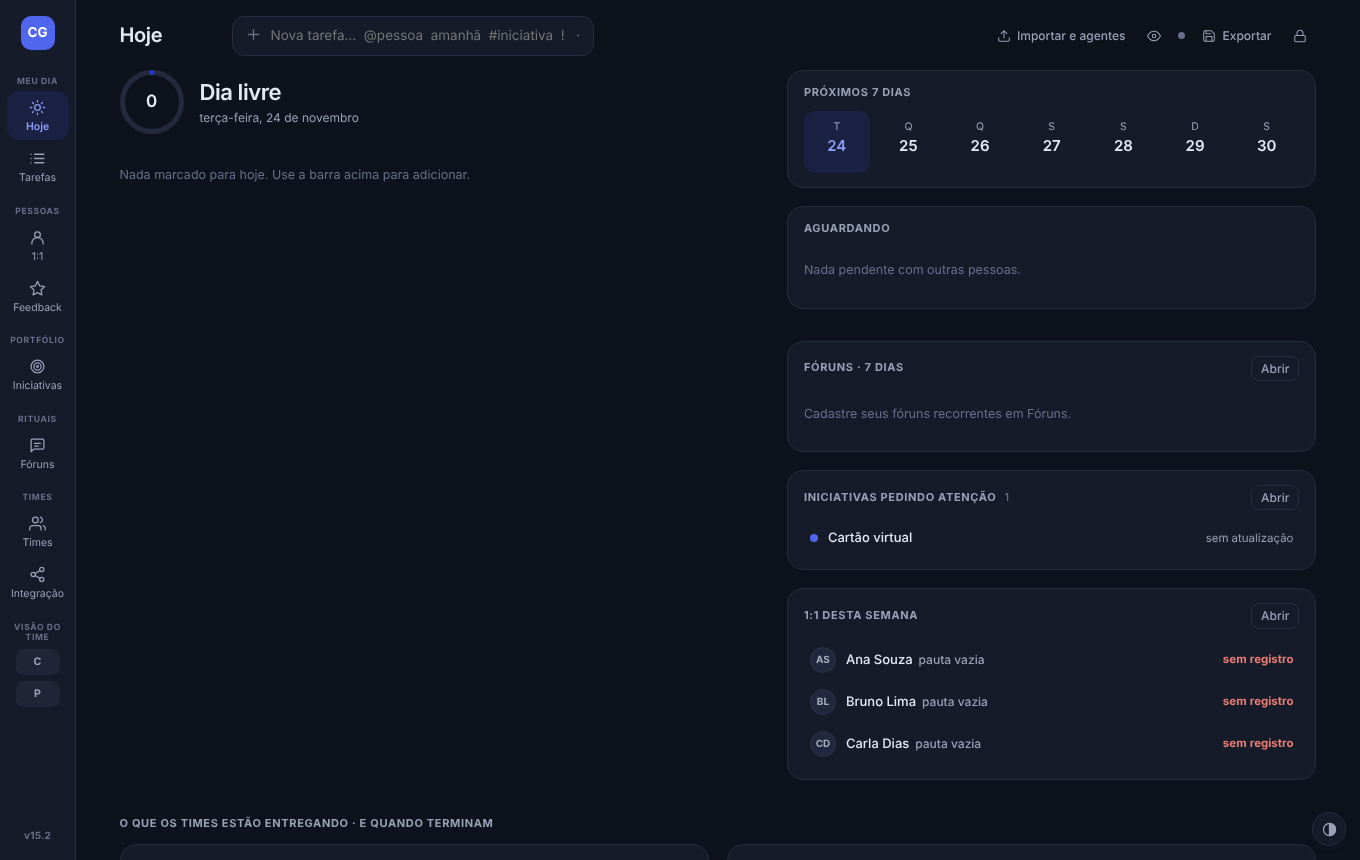 CG
MEU DIA
Hoje
Tarefas
PESSOAS
1:1
Feedback
PORTFÓLIO
Iniciativas
RITUAIS
Fóruns
TIMES
Times
Integração
VISÃO DO
TIME
C
P
v15.2
Hoje
Nova tarefa... @pessoa amanhã #iniciativa ! ·
Importar e agentes
Exportar
0
Dia livre
terça-feira, 24 de novembro
Nada marcado para hoje. Use a barra acima para adicionar.
PRÓXIMOS 7 DIAS
T Q Q S S D S
24 25 26 27 28 29 30
AGUARDANDO
Nada pendente com outras pessoas.
FÓRUNS · 7 DIAS Abrir
Cadastre seus fóruns recorrentes em Fóruns.
INICIATIVAS PEDINDO ATENÇÃO 1 Abrir
Cartão virtual sem atualização
1:1 DESTA SEMANA Abrir
AS Ana Souza pauta vazia sem registro
BL Bruno Lima pauta vazia sem registro
CD Carla Dias pauta vazia sem registro
O QUE OS TIMES ESTÃO ENTREGANDO · E QUANDO TERMINAM